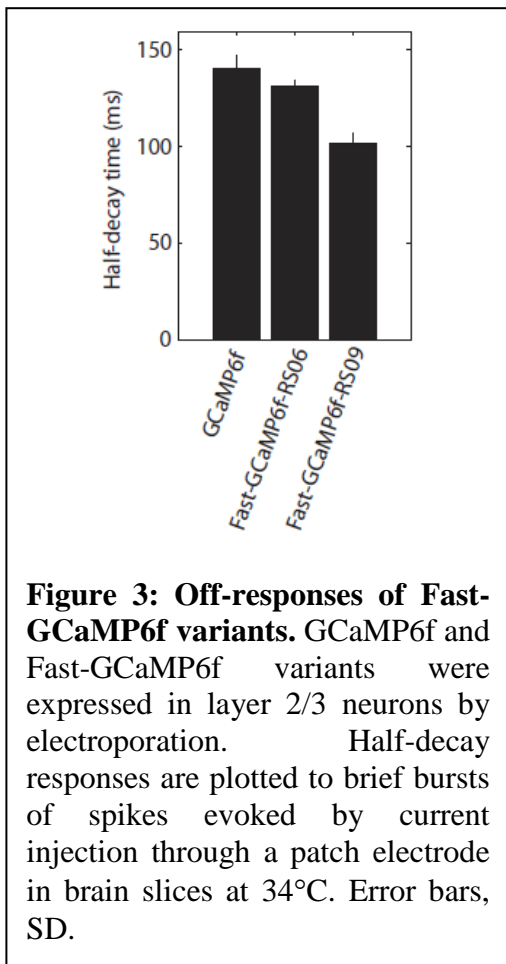 150
100
50
0
Half-decay time (ms)
GCaMP6f
Fast-GCaMP6f-RS06
Fast-GCaMP6f-RS09
Figure 3: Off-responses of Fast-
GCaMP6f variants. GCaMP6f and
Fast-GCaMP6f variants were
expressed in layer 2/3 neurons by
electroporation. Half-decay
responses are plotted to brief bursts
of spikes evoked by current
injection through a patch electrode
in brain slices at 34°C. Error bars,
SD.